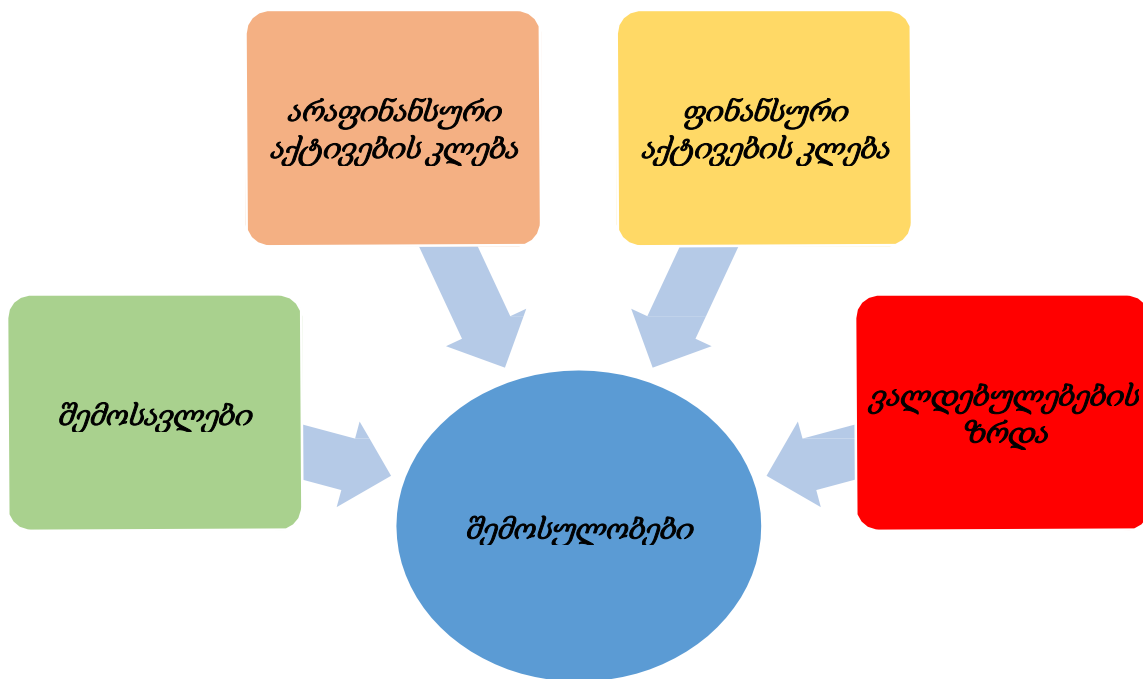 არაფინანსური
აქტივების კლება
ფინანსური
აქტივების კლება
შემოსავლები
ვალდებულებების
ზრდა
შემოსულობები